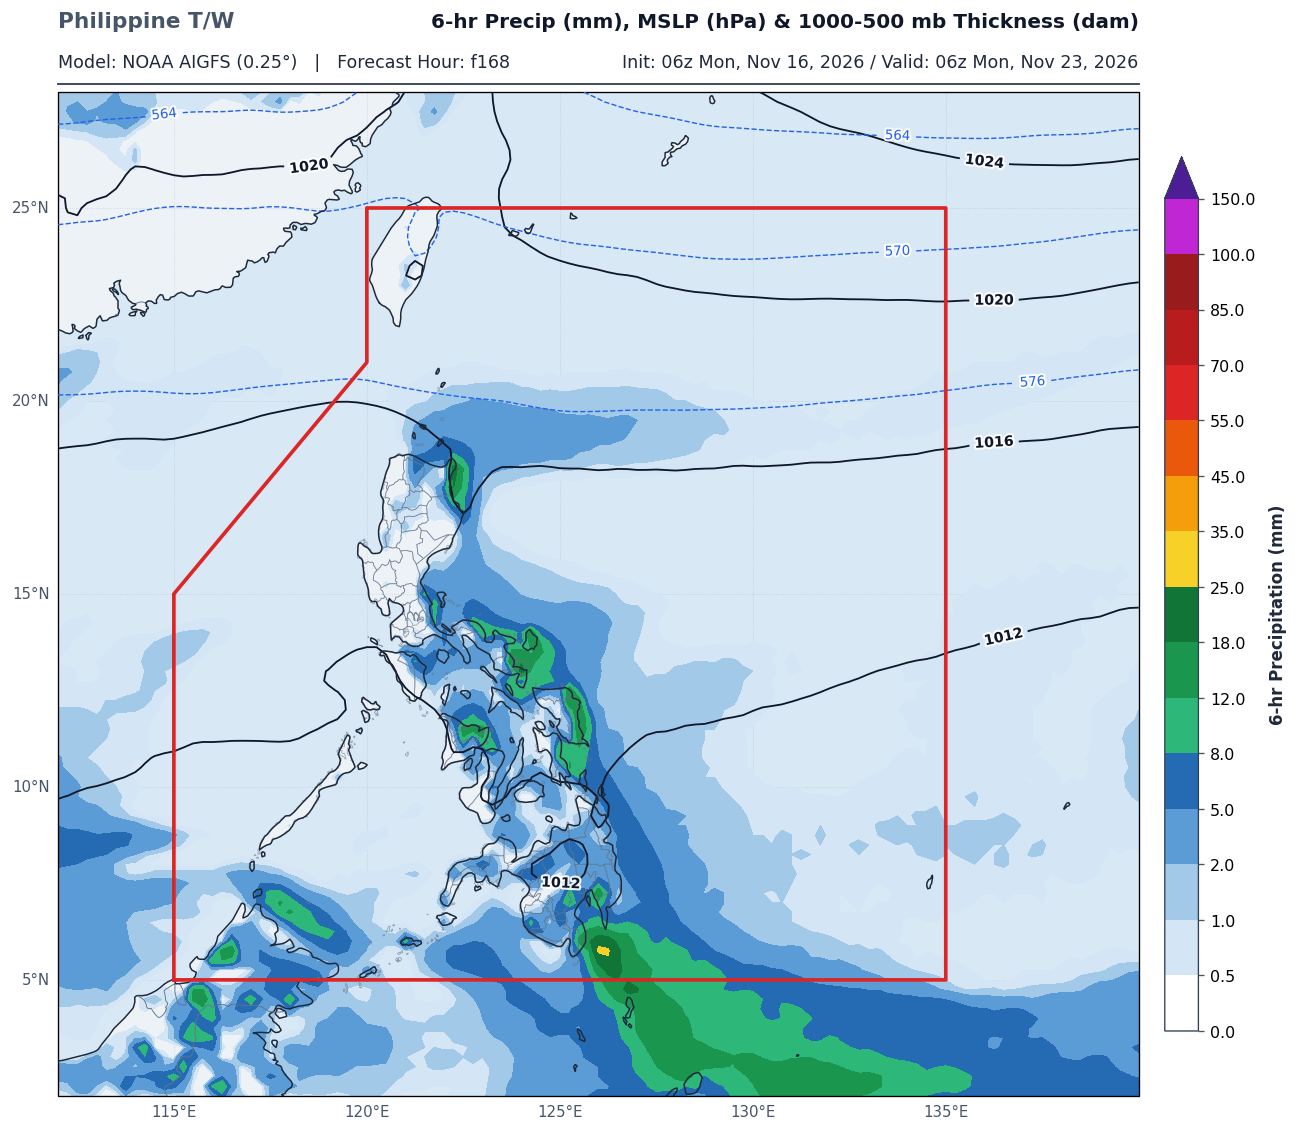 Philippine T/W
6-hr Precip (mm), MSLP (hPa) & 1000-500 mb Thickness (dam)
Model: NOAA AIGFS (0.25°) | Forecast Hour: f168
Init: 06z Mon, Nov 16, 2026 / Valid: 06z Mon, Nov 23, 2026
564
564
1020
1024
25°N
570
1020
576
20°N
1016
15°N
1012
10°N
1012
5°N
115°E
120°E
125°E
130°E
135°E
150.0
100.0
85.0
70.0
55.0
45.0
35.0
25.0
18.0
12.0
8.0
5.0
2.0
1.0
0.5
0.0
6-hr Precipitation (mm)